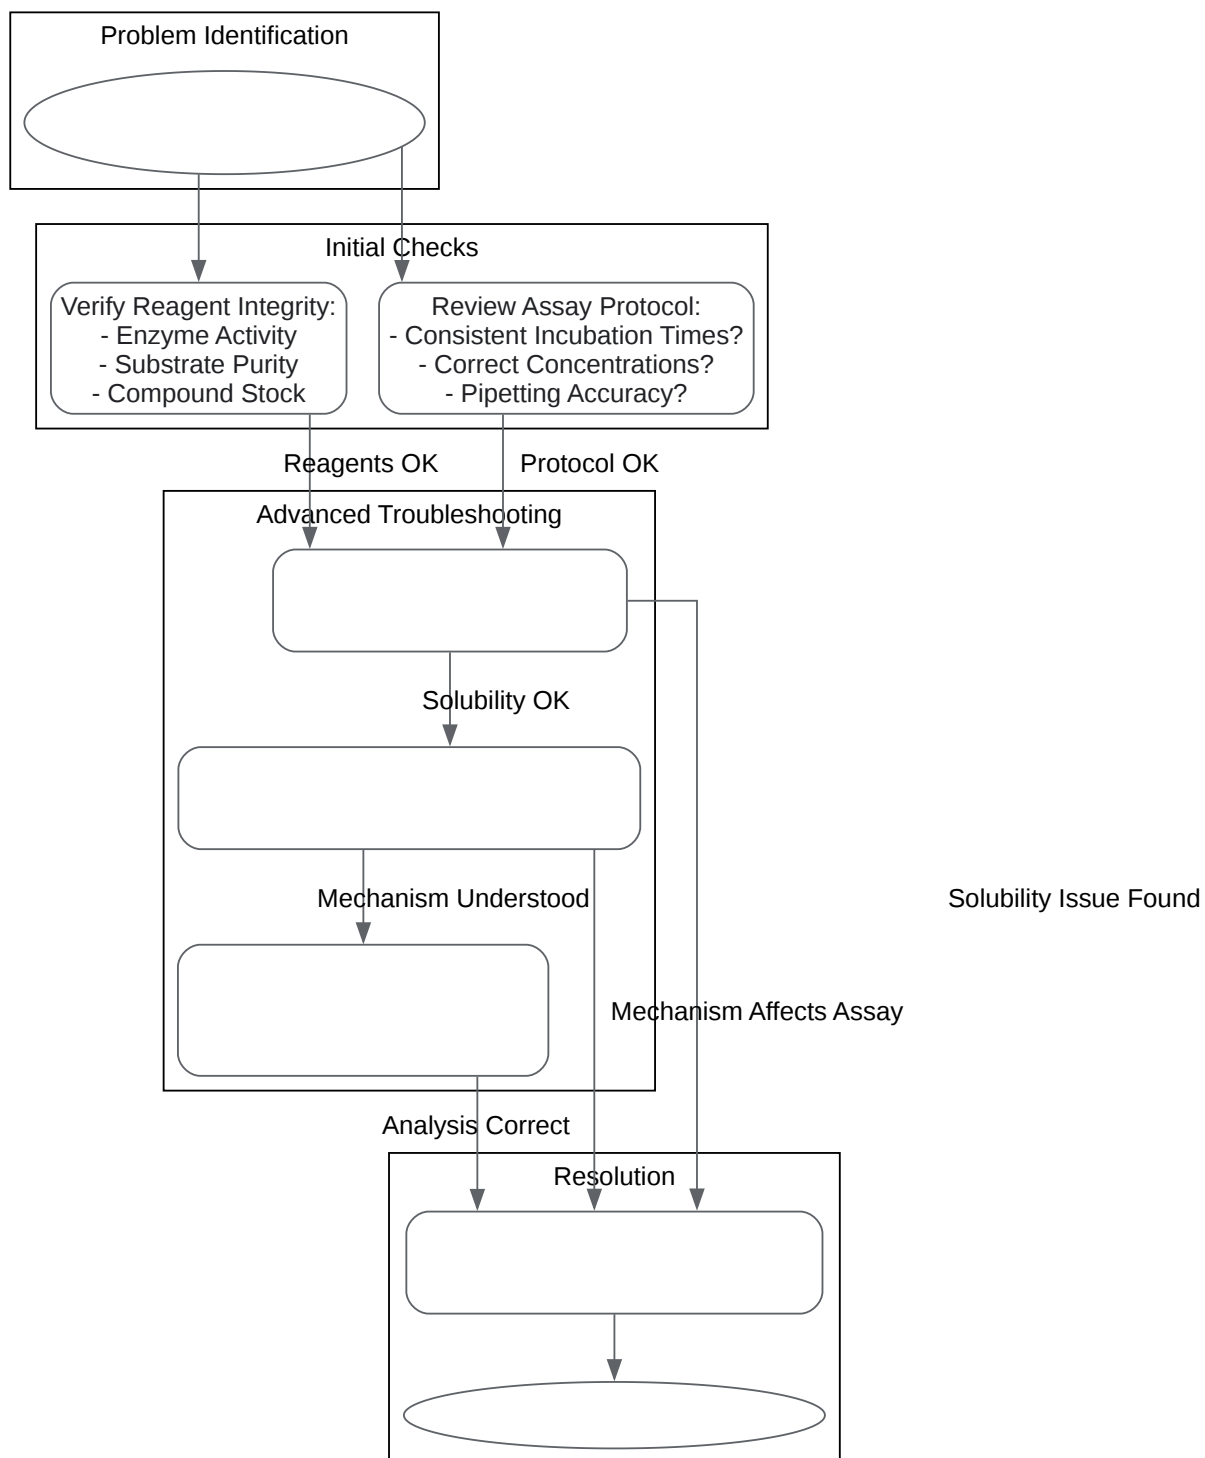 Problem Identification
Initial Checks
Verify Reagent Integrity:
- Enzyme Activity
- Substrate Purity
- Compound Stock
Review Assay Protocol:
- Consistent Incubation Times?
- Correct Concentrations?
- Pipetting Accuracy?
Reagents OK
Protocol OK
Advanced Troubleshooting
Solubility OK
Mechanism Understood
Solubility Issue Found
Mechanism Affects Assay
Analysis Correct
Resolution